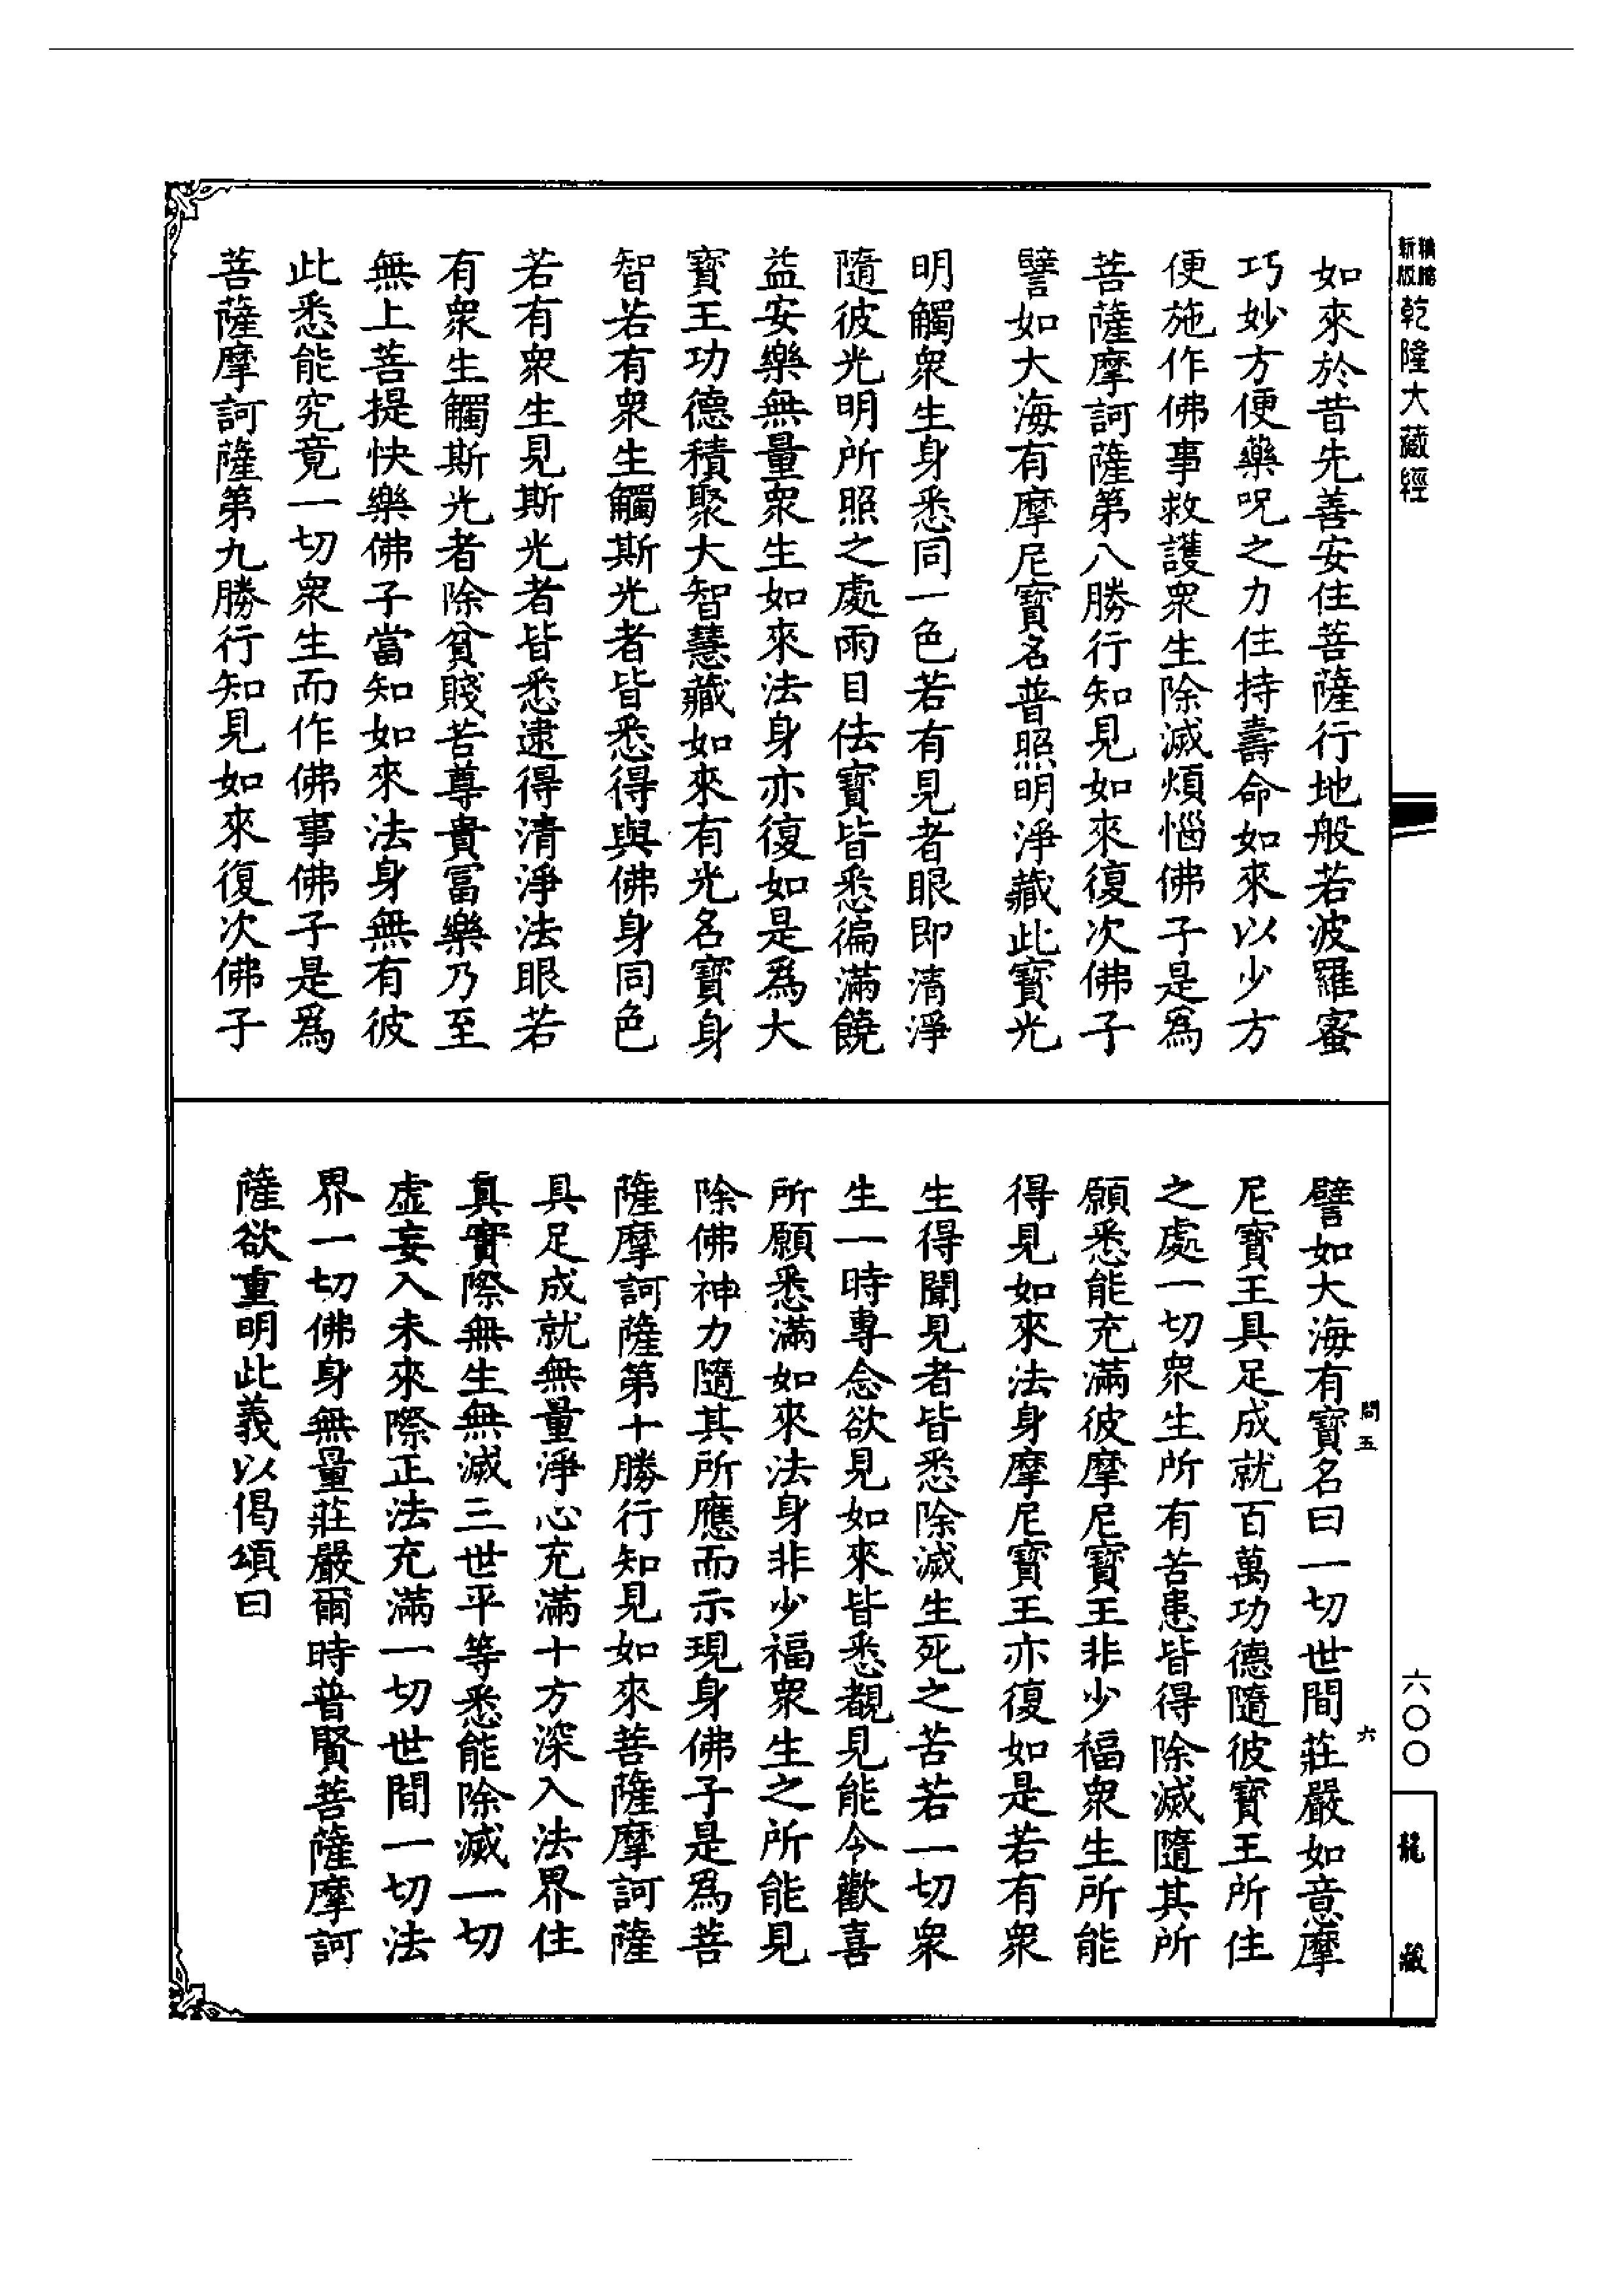 精縮
新版
乾隆大藏經
如來於昔先善安住菩薩行地般若波羅蜜
巧妙方便藥呪之力住持壽命如來以少方
便施作佛事救護衆生除滅煩惱佛子是爲
菩薩摩訶薩第八勝行知見如來復次佛子
譬如大海有摩尼寶名普照明淨藏此寶光
明觸衆生身悉同一色若有見者眼即清淨
隨彼光明所照之處雨目佉寶皆悉徧滿饒
益安樂無量衆生如來法身亦復如是爲大
寶王功德積聚大智慧藏如來有光名寶身
智若有衆生觸斯光者皆悉得與佛身同色
若有衆生見斯光者皆悉逮得清淨法眼若
有衆生觸斯光者除貧賤苦尊貴富樂乃至
無上菩提快樂佛子當知如來法身無有彼
此悉能究竟一切衆生而作佛事佛子是爲
菩薩摩訶薩第九勝行知見如來復次佛子
譬如大海有寶名曰一切世間莊嚴如意摩
尼寶王具足成就百萬功德隨彼寶王所住
之處一切衆生所有苦患皆得除滅隨其所
願悉能充滿彼摩尼寶王非少福衆生所能
得見如來法身摩尼寶王亦復如是若有衆
生得聞見者皆悉除滅生死之苦若一切衆
生一時專念欲見如來皆悉覩見能令歡喜
所願悉滿如來法身非少福衆生之所能見
除佛神力隨其所應而示現身佛子是爲菩
薩摩訶薩第十勝行知見如來菩薩摩訶薩
具足成就無量淨心充滿十方深入法界住
真實際無生無滅三世平等悉能除滅一切
虛妄入未來際正法充滿一切世間一切法
界一切佛身無量莊嚴爾時普賢菩薩摩訶
薩欲重明此義以偈頌曰
問五
六
六〇〇
龍藏